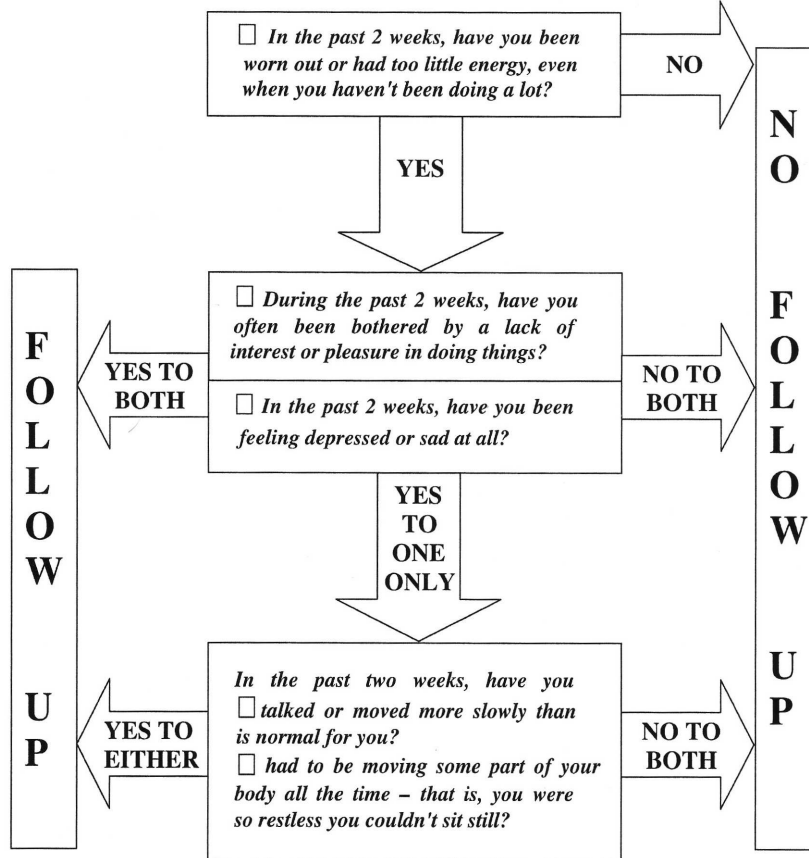 ☐ In the past 2 weeks, have you been
worn out or had too little energy, even
when you haven't been doing a lot?
NO
YES
☐ During the past 2 weeks, have you
often been bothered by a lack of
interest or pleasure in doing things?
☐ In the past 2 weeks, have you been
feeling depressed or sad at all?
YES TO
BOTH
NO TO
BOTH
YES
TO
ONE
ONLY
In the past two weeks, have you
☐ talked or moved more slowly than
is normal for you?
☐ had to be moving some part of your
body all the time – that is, you were
so restless you couldn't sit still?
YES TO
EITHER
NO TO
BOTH
FOLLOW UP
NO FOLLOW UP